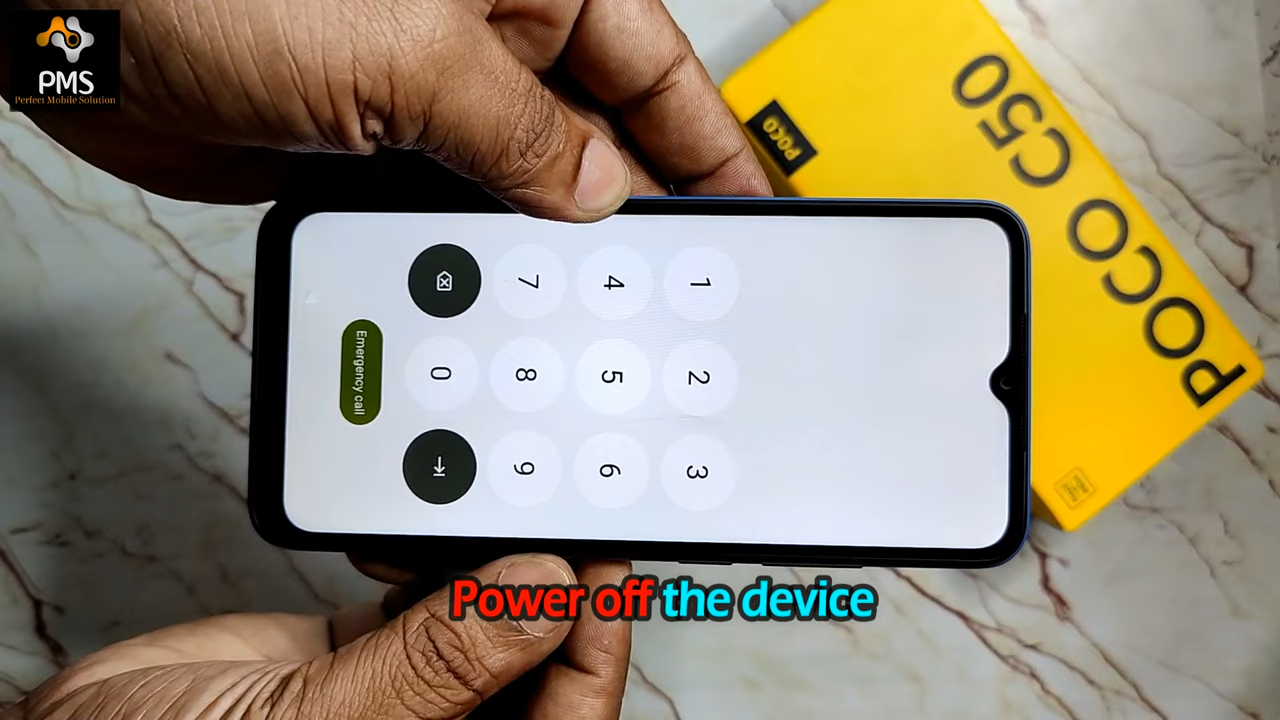 PMS
Perfect Mobile Solution
POCO
POCO C50
1
2
3
4
5
6
7
8
9
0
Emergency call
Power off the device